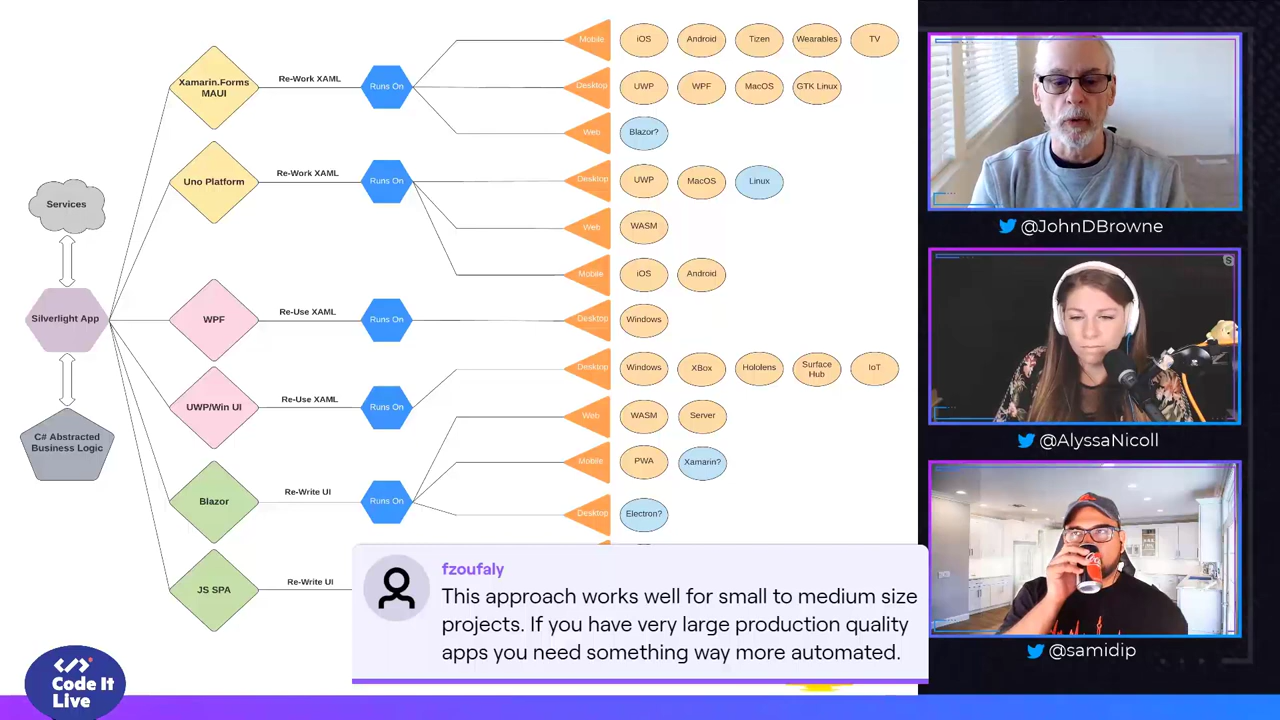 Xamarin.Forms
MAUI
Re-Work XAML
Runs On
Mobile
iOS
Android
Tizen
Wearables
TV
Desktop
UWP
WPF
MacOS
GTK Linux
Web
Blazor?
Uno Platform
Re-Work XAML
Runs On
Desktop
UWP
MacOS
Linux
Web
WASM
Mobile
iOS
Android
Services
Silverlight App
C# Abstracted
Business Logic
WPF
Re-Use XAML
Runs On
Desktop
Windows
UWP/Win UI
Re-Use XAML
Runs On
Desktop
Windows
XBox
Hololens
Surface
Hub
IoT
Blazor
Re-Write UI
Runs On
Web
WASM
Server
Mobile
PWA
Xamarin?
Desktop
Electron?
JS SPA
Re-Write UI
fzoufaly
This approach works well for small to medium size
projects. If you have very large production quality
apps you need something way more automated.
</> Code It
Live
@JohnDBrowne
@AlyssaNicoll
@samidip